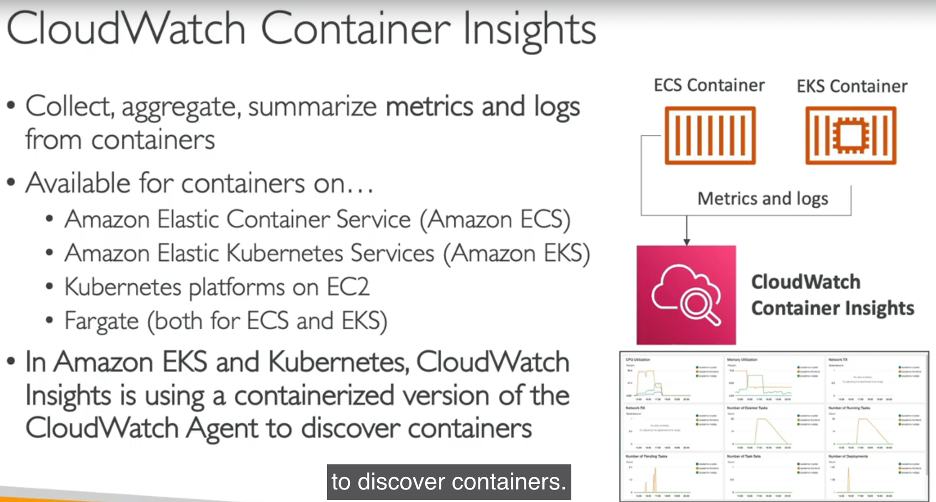 CloudWatch Container Insights
• Collect, aggregate, summarize metrics and logs
from containers
• Available for containers on…
• Amazon Elastic Container Service (Amazon ECS)
• Amazon Elastic Kubernetes Services (Amazon EKS)
• Kubernetes platforms on EC2
• Fargate (both for ECS and EKS)
• In Amazon EKS and Kubernetes, CloudWatch
Insights is using a containerized version of the
CloudWatch Agent to discover containers
ECS Container
EKS Container
Metrics and logs
CloudWatch
Container Insights
CPU Utilization
Memory Utilization
Network TX
Network RX
Number of Desired Tasks
Number of Running Tasks
Number of Pending Tasks
Number of Task Sets
Number of Deployments
to discover containers.